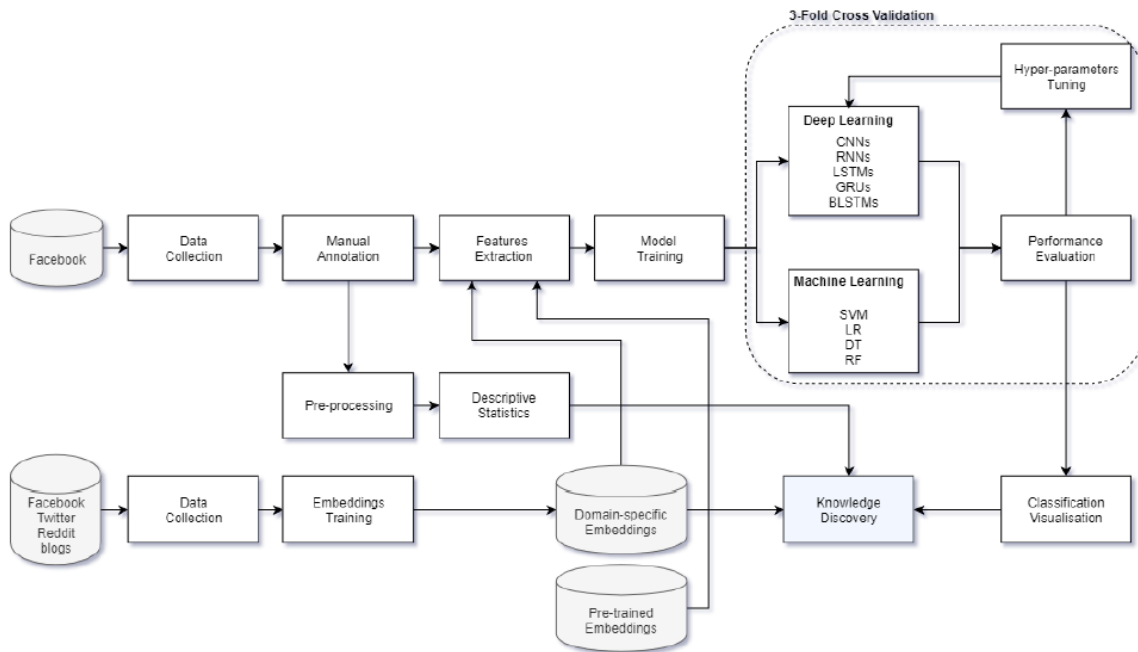 3-Fold Cross Validation
Hyper-parameters
Tuning
Deep Learning
CNNs
RNNs
LSTMs
GRUs
BLSTMs
Facebook
Data
Collection
Manual
Annotation
Features
Extraction
Model
Training
Performance
Evaluation
Machine Learning
SVM
LR
DT
RF
Pre-processing
Descriptive
Statistics
Facebook
Twitter
Reddit
blogs
Data
Collection
Embeddings
Training
Domain-specific
Embeddings
Knowledge
Discovery
Classification
Visualisation
Pre-trained
Embeddings